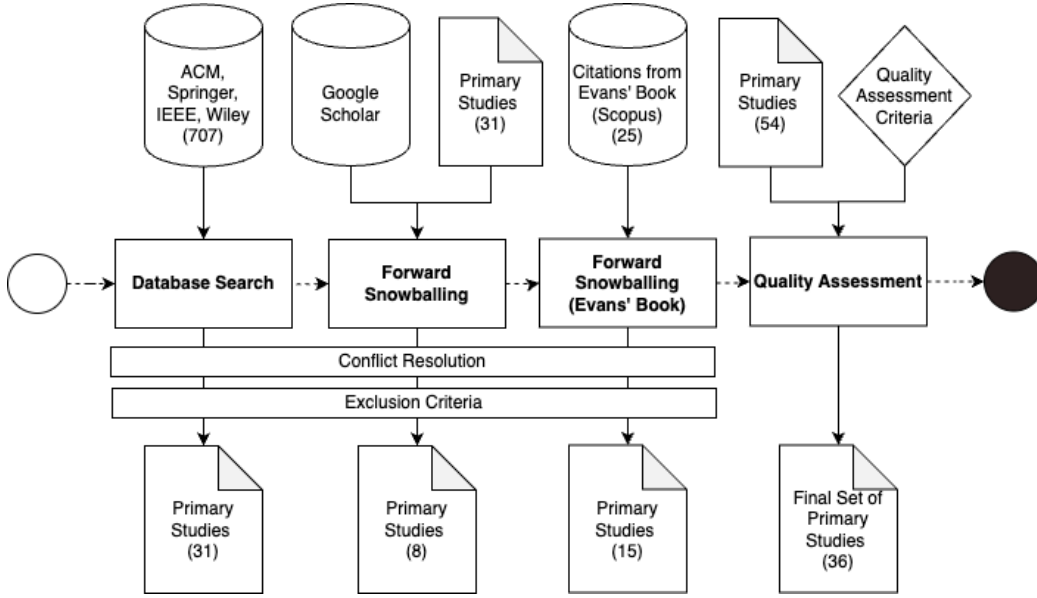 ACM,
Springer,
IEEE, Wiley
(707)
Google
Scholar
Primary
Studies
(31)
Citations from
Evans' Book
(Scopus)
(25)
Primary
Studies
(54)
Quality
Assessment
Criteria
Database Search
Forward
Snowballing
Forward
Snowballing
(Evans' Book)
Quality Assessment
Conflict Resolution
Exclusion Criteria
Primary
Studies
(31)
Primary
Studies
(8)
Primary
Studies
(15)
Final Set of
Primary
Studies
(36)